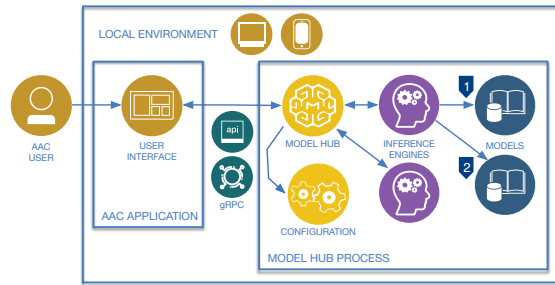 LOCAL ENVIRONMENT
1
api
AAC
USER
USER
INTERFACE
MODEL HUB
INFERENCE
ENGINES
MODELS
2
gRPC
AAC APPLICATION
CONFIGURATION
MODEL HUB PROCESS